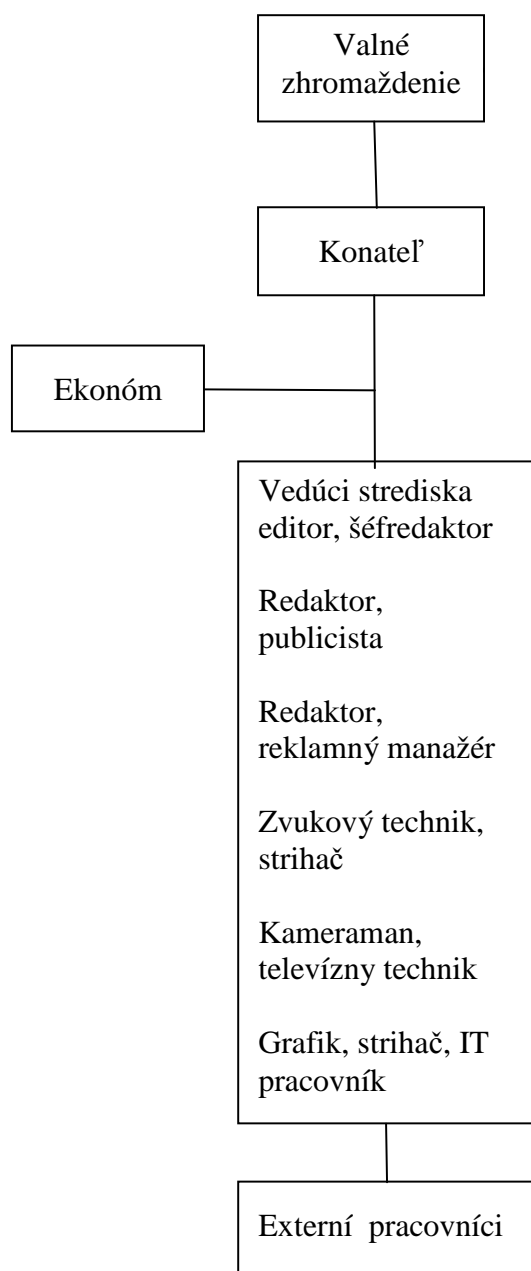 Valné
zhromaždenie
Konateľ
Ekonóm
Vedúci strediska
editor, šéfredaktor
Redaktor,
publicista
Redaktor,
reklamný manažér
Zvukový technik,
strihač
Kameraman,
televízny technik
Grafik, strihač, IT
pracovník
Externí pracovníci